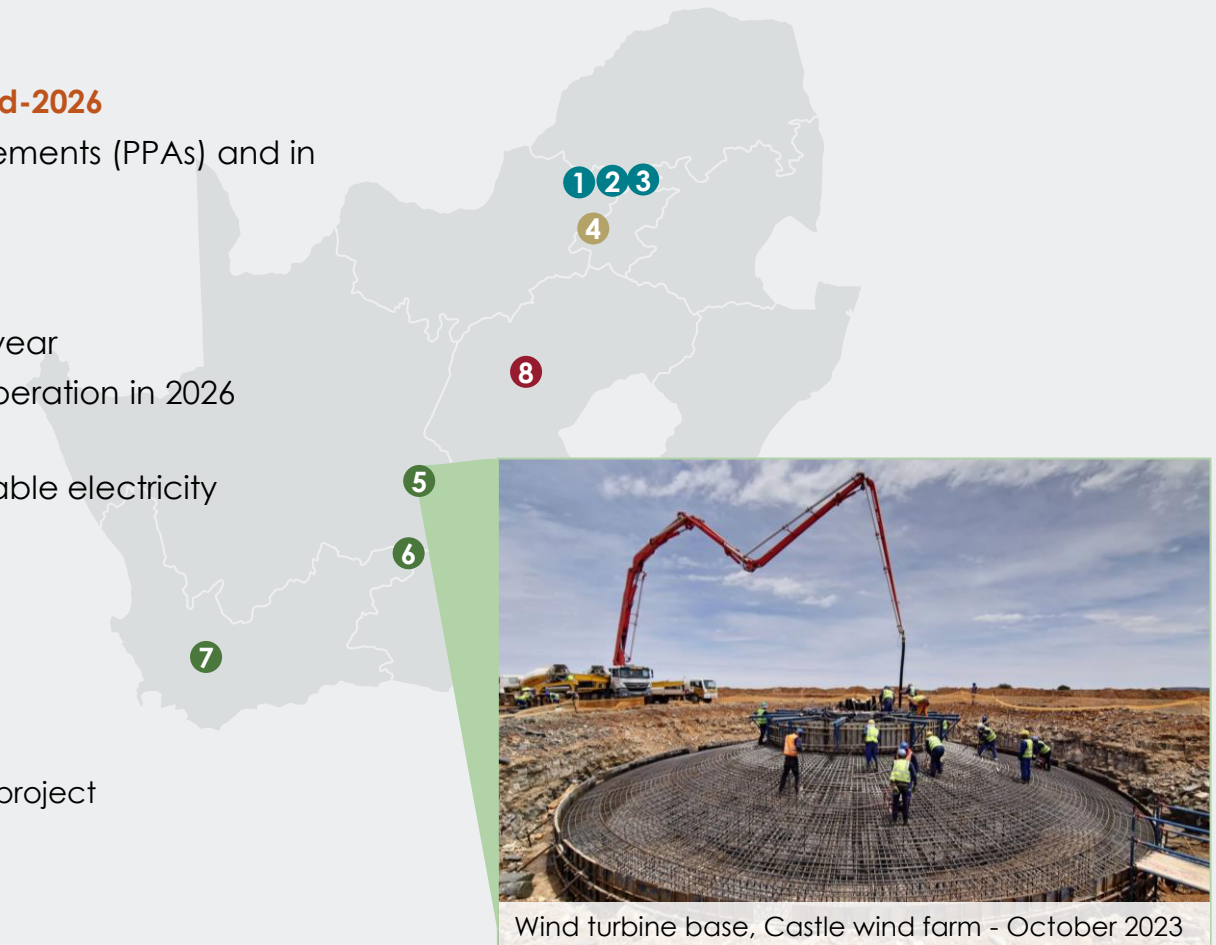 d-2026
ements (PPAs) and in
1 2 3
4
year
8
peration in 2026
5
able electricity
6
7
project
Wind turbine base, Castle wind farm - October 2023